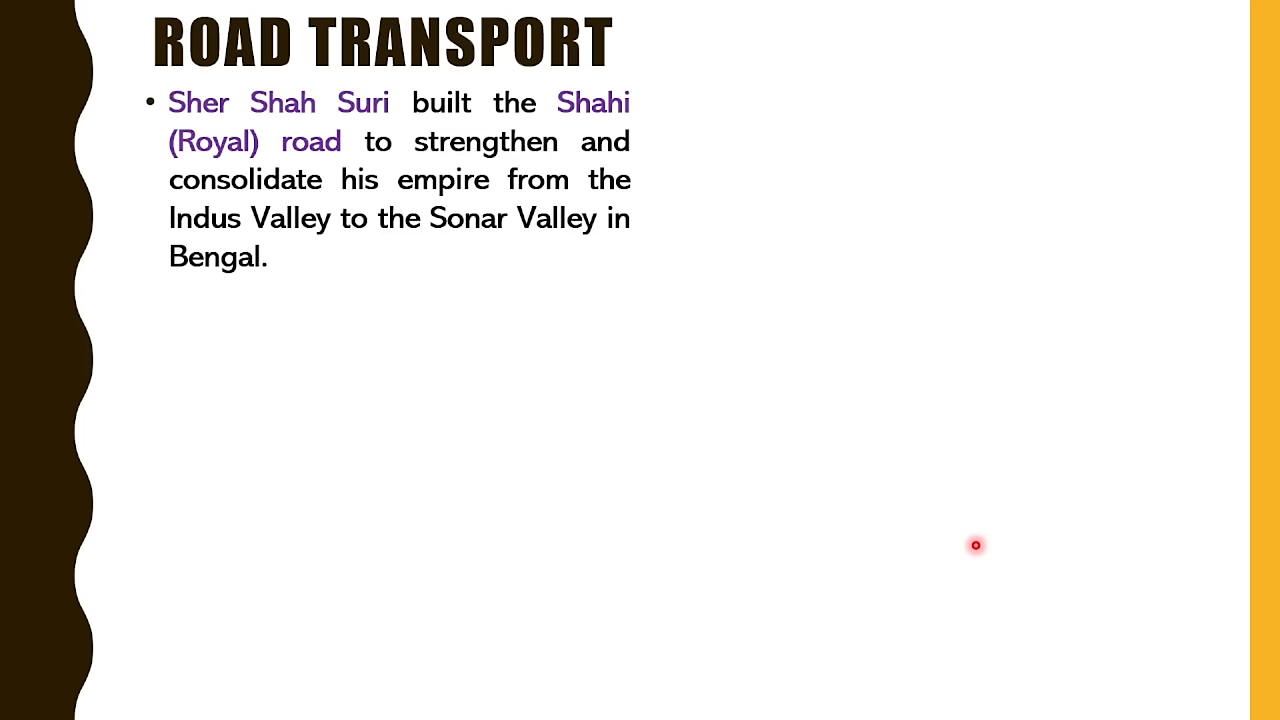 ROAD TRANSPORT
• Sher Shah Suri built the Shahi
(Royal) road to strengthen and
consolidate his empire from the
Indus Valley to the Sonar Valley in
Bengal.